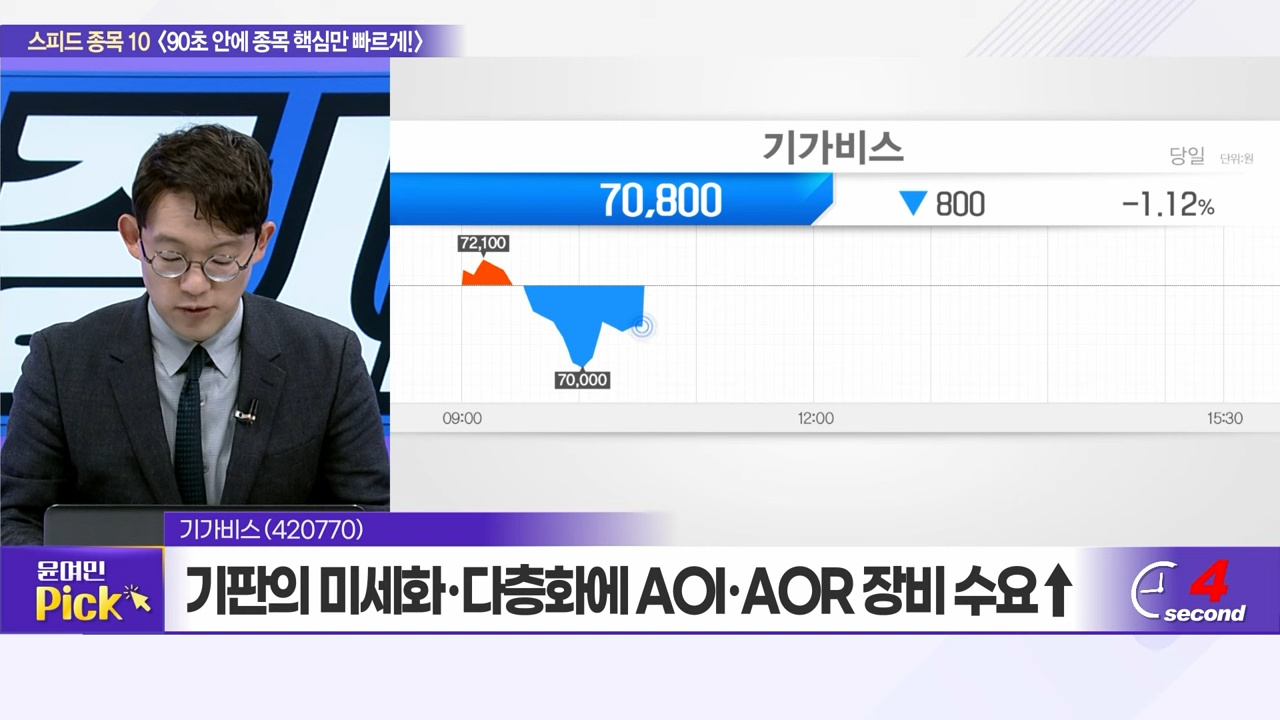 스피드 종목 10 〈90초 안에 종목 핵심만 빠르게!〉
기가비스
당일 단위:원
70,800 ▼ 800 -1.12%
72,100
70,000
09:00 12:00 15:30
기가비스 (420770)
윤여민
Pick
기판의 미세화·다층화에 AOI·AOR 장비 수요↑
4
second